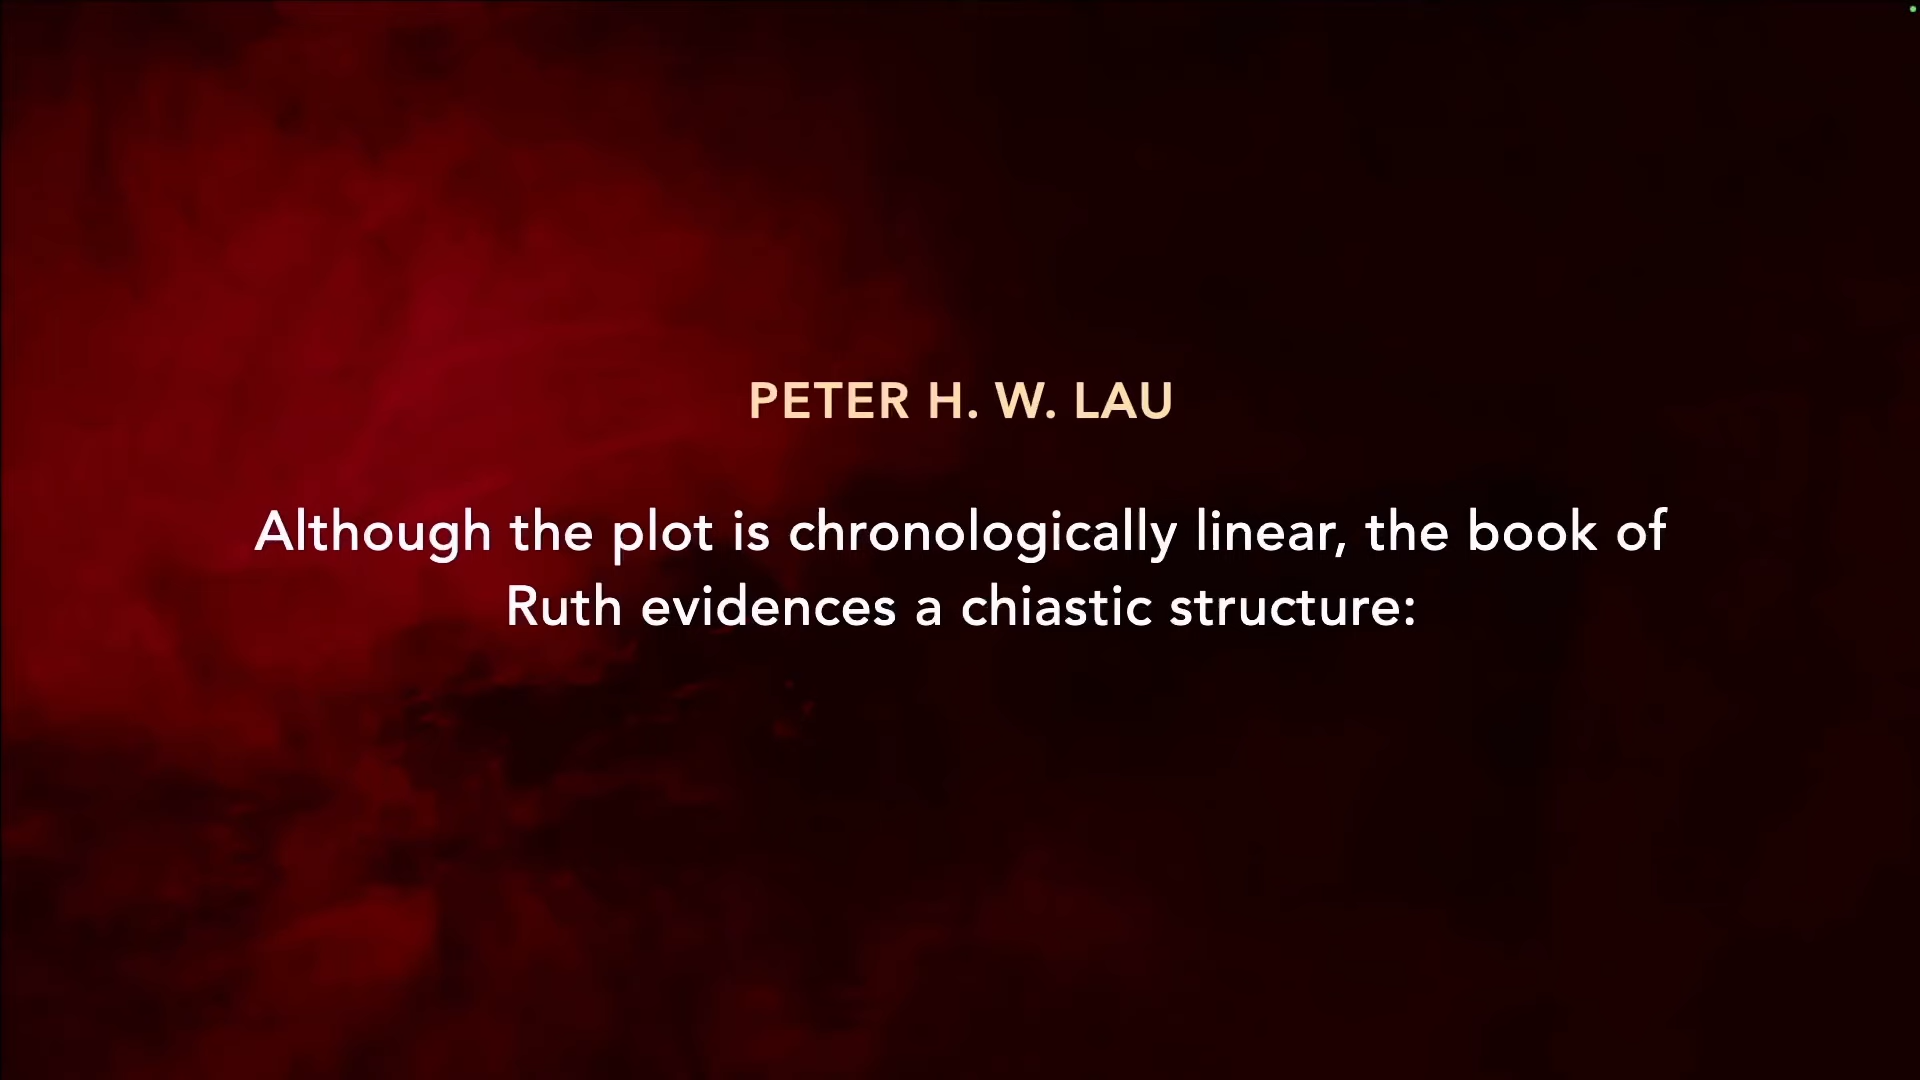 PETER H. W. LAU
Although the plot is chronologically linear, the book of
Ruth evidences a chiastic structure: